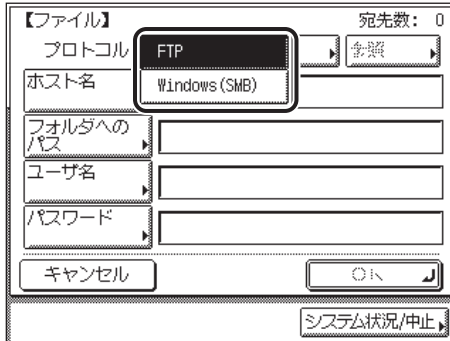 【ファイル】 宛先数: 0
プロトコル FTP 参照
Windows(SMB)
ホスト名
フォルダへの
パス
ユーザ名
パスワード
キャンセル OK
システム状況/中止